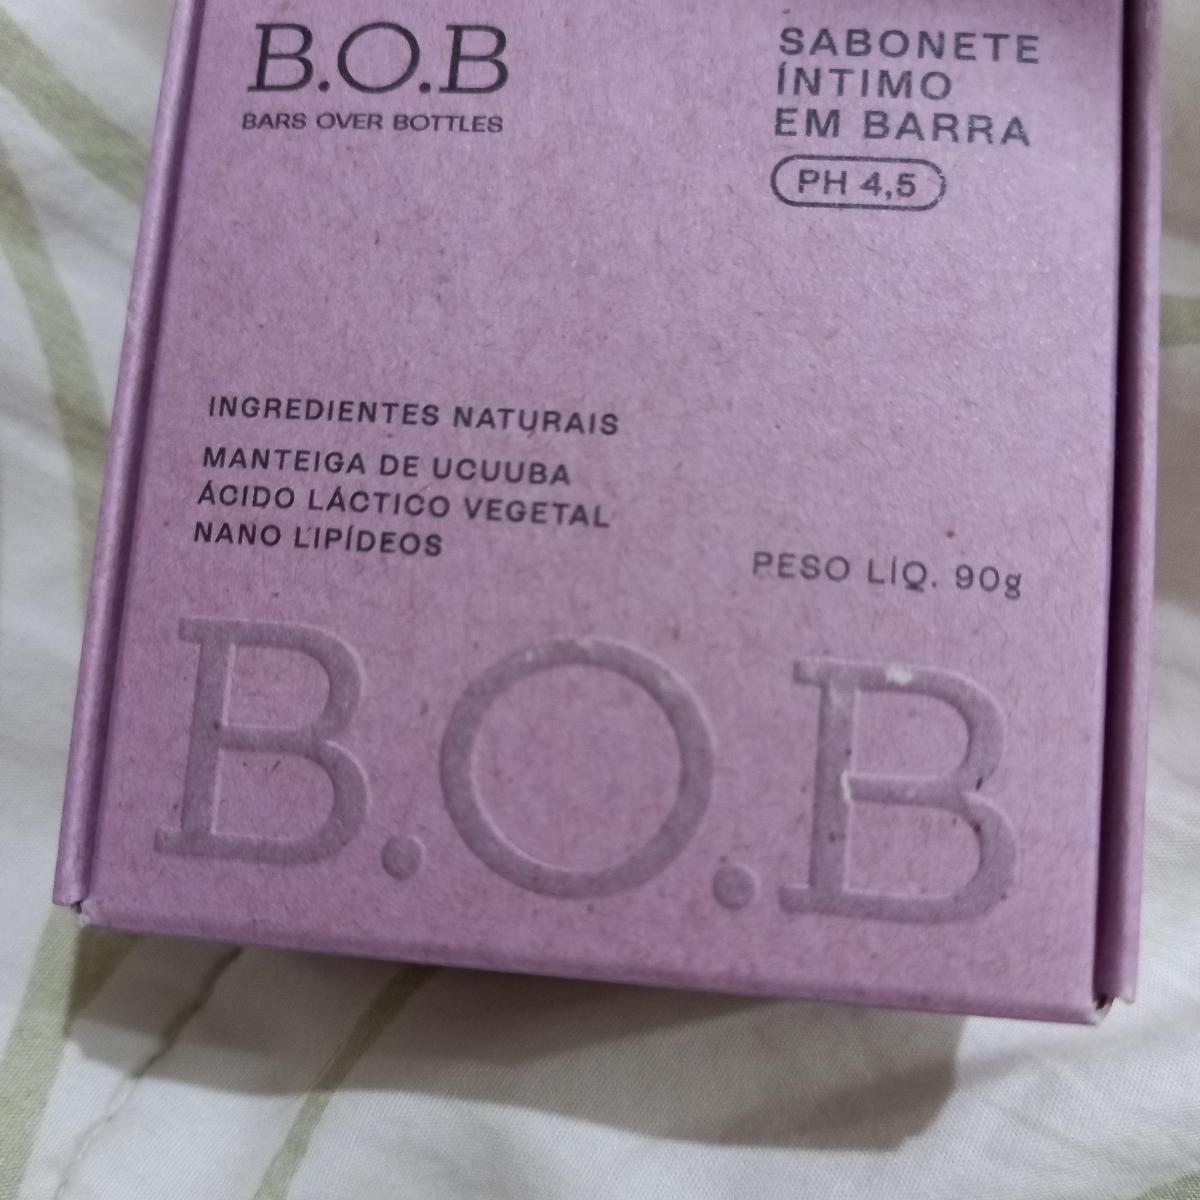 B.O.B
BARS OVER BOTTLES
SABONETE
ÍNTIMO
EM BARRA
PH 4,5
INGREDIENTES NATURAIS
MANTEIGA DE UCUUBA
ÁCIDO LÁCTICO VEGETAL
NANO LIPÍDEOS
PESO LÍQ. 90g
B.O.B